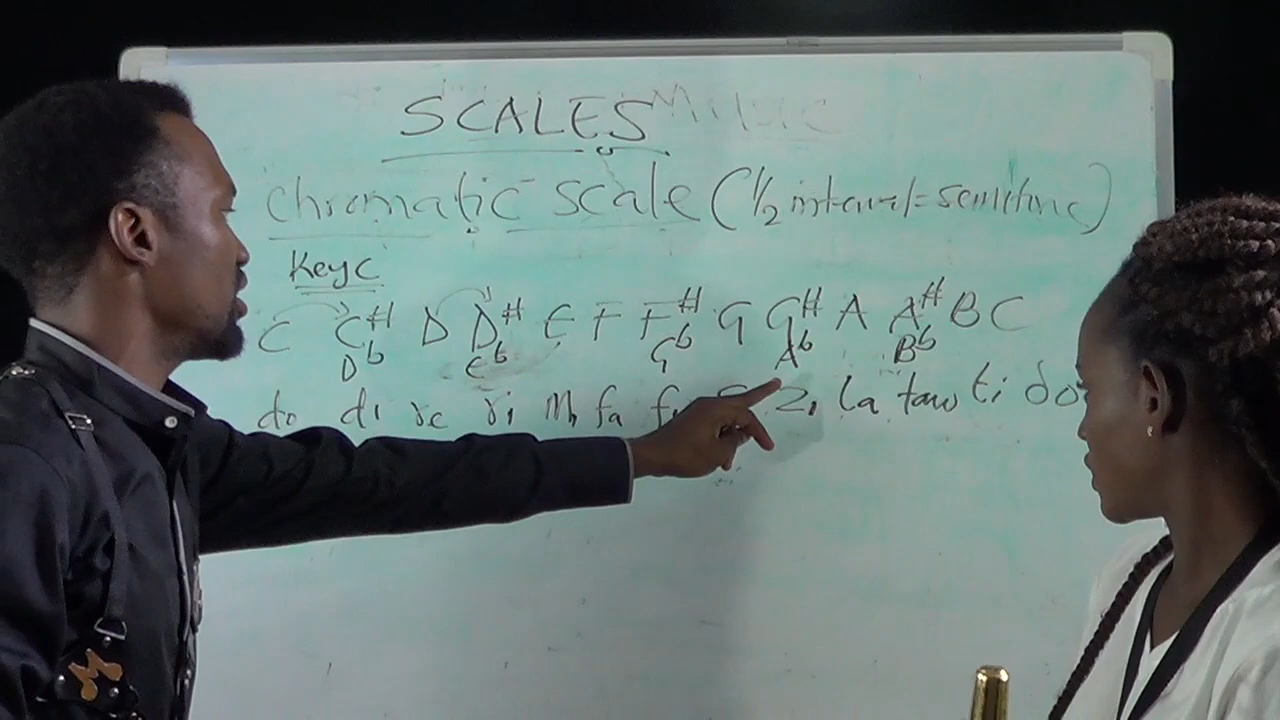 SCALES Music
Chromatic scale (1/2 interval = semitone)
Key C
C C# D D# E F F# G G# A A# B C
Db Eb Gb Ab Bb
do di re ri Mi fa la taw ti do